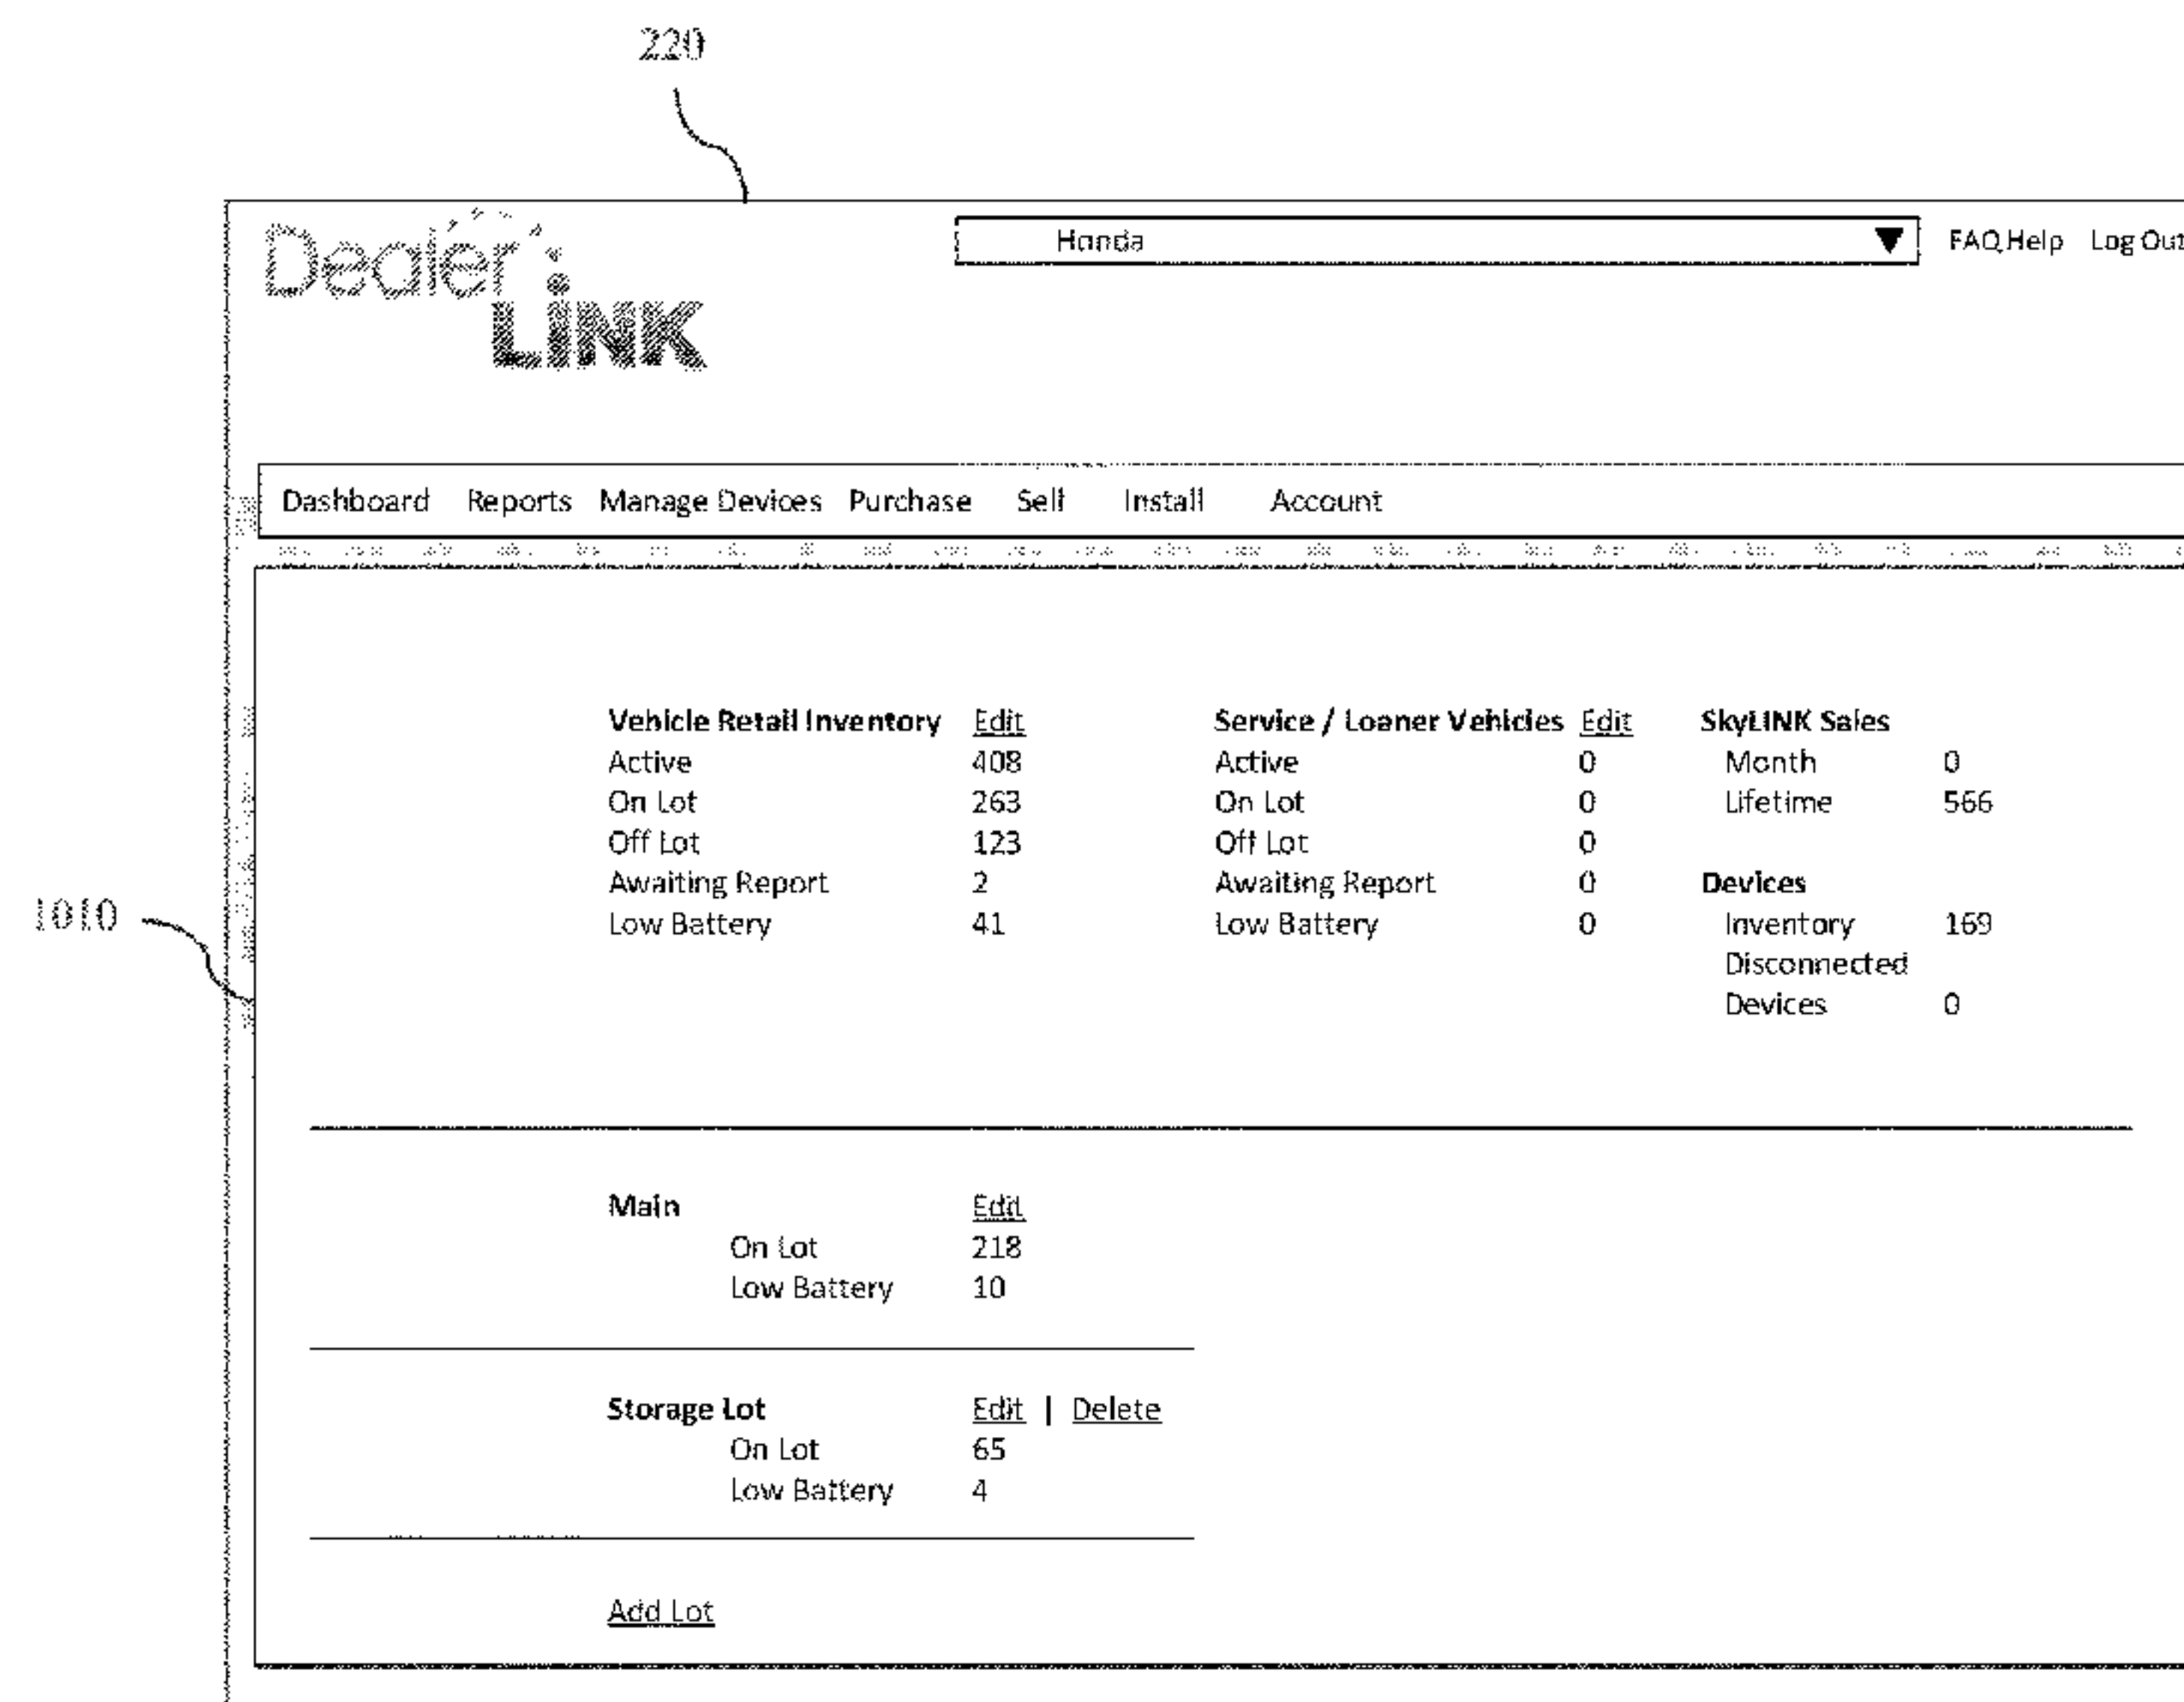 220
Dealer
LiNK
Honda
FAQ Help Log Out
Dashboard Reports Manage Devices Purchase Sell Install Account
Vehicle Retail Inventory Edit Service / Loaner Vehicles Edit SkyLINK Sales
Active 408 Active 0 Month 0
On Lot 263 On Lot 0 Lifetime 566
Off Lot 123 Off Lot 0
Awaiting Report 2 Awaiting Report 0 Devices
1010
Low Battery 41 Low Battery 0 Inventory 169
Disconnected
Devices 0
Main Edit
On Lot 218
Low Battery 10
Storage Lot Edit | Delete
On Lot 65
Low Battery 4
Add Lot